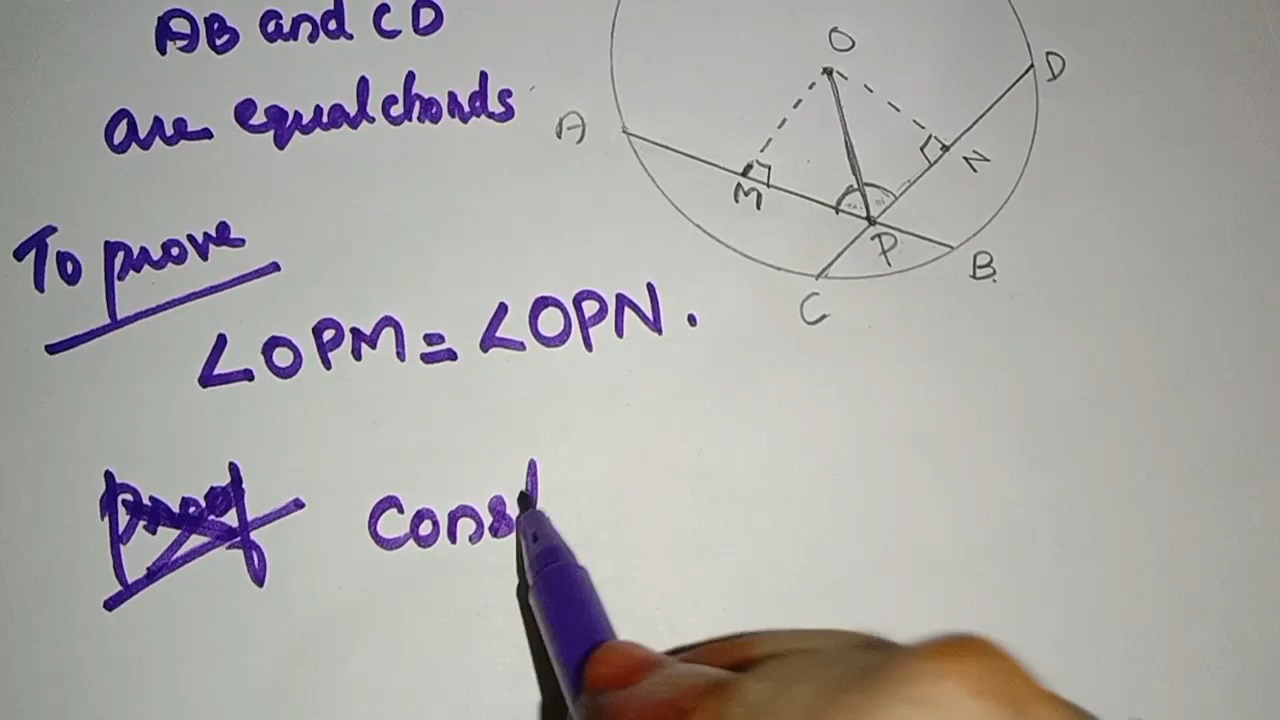 AB and CD
are equal chords
To prove
∠OPM = ∠OPN.
proof
Const
O
D
A
M
N
P
B.
C